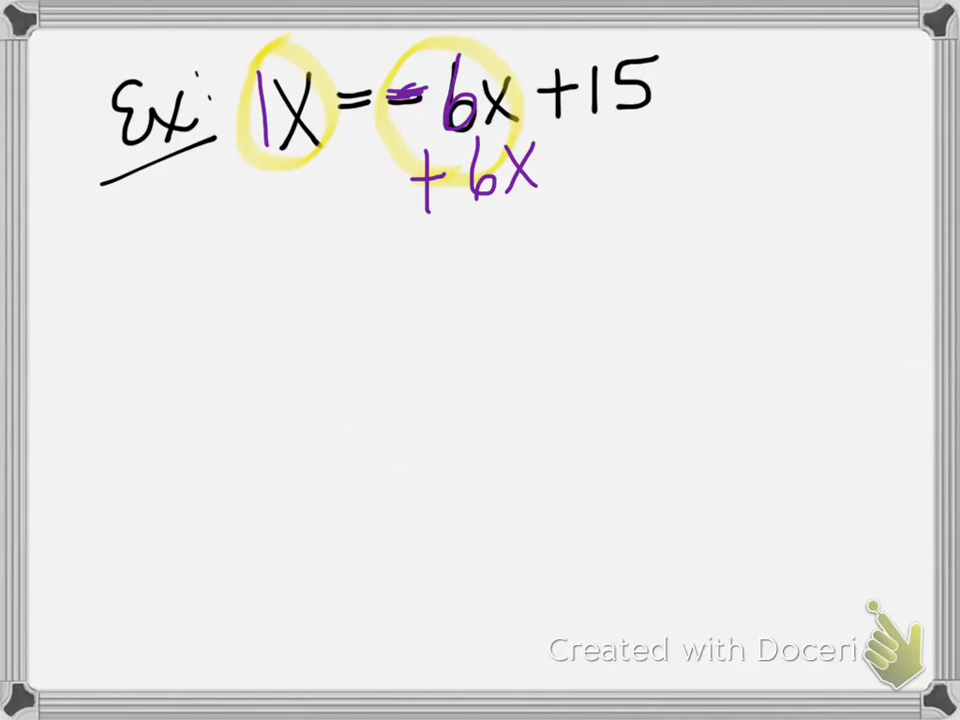 Ex: 1x = -6x +15
+6x
Created with Doceri